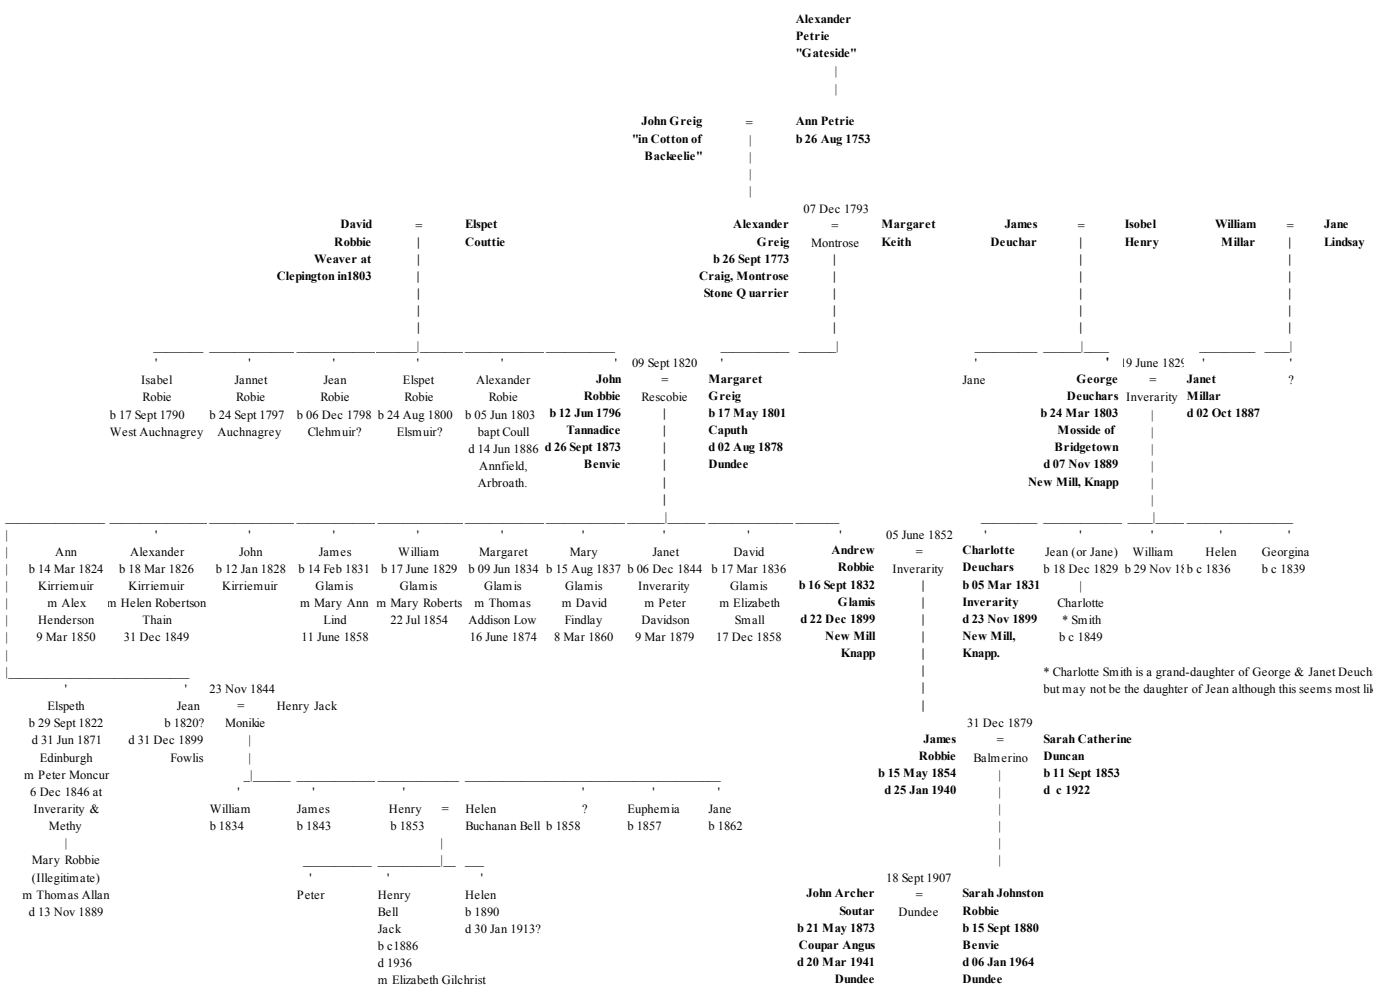 Alexander
Petrie
"Gateside"
John Greig = Ann Petrie
"in Cotton of b 26 Aug 1753
Backeelie"
07 Dec 1793
David = Elspet Alexander = Margaret James = Isobel William = Jane
Robbie Couttie Greig Montrose Keith Deuchar Henry Millar Lindsay
Weaver at b 26 Sept 1773
Clepington in1803 Craig, Montrose
Stone Quarrier
09 Sept 1820 19 June 1829
Isabel Jannet Jean Elspet Alexander John = Margaret Jane George = Janet ?
Robie Robie Robie Robie Robie Robbie Rescobie Greig Deuchars Inverarity Millar
b 17 Sept 1790 b 24 Sept 1797 b 06 Dec 1798 b 24 Aug 1800 b 05 Jun 1803 b 12 Jun 1796 b 17 May 1801 b 24 Mar 1803 d 02 Oct 1887
West Auchnagrey Auchnagrey Clehmuir? Elsmuir? bapt Coull Tannadice Caputh Mosside of
d 14 Jun 1886 d 26 Sept 1873 d 02 Aug 1878 Bridgetown
Annfield, Benvie Dundee d 07 Nov 1889
Arbroath. New Mill, Knapp
05 June 1852
Ann Alexander John James William Margaret Mary Janet David Andrew = Charlotte Jean (or Jane) William Helen Georgina
b 14 Mar 1824 b 18 Mar 1826 b 12 Jan 1828 b 14 Feb 1831 b 17 June 1829 b 09 Jun 1834 b 15 Aug 1837 b 06 Dec 1844 b 17 Mar 1836 Robbie Inverarity Deuchars b 18 Dec 1829 b 29 Nov 18 b c 1836 b c 1839
Kirriemuir Kirriemuir Kirriemuir Glamis Glamis Glamis Glamis Inverarity Glamis b 16 Sept 1832 b 05 Mar 1831
m Alex m Helen Robertson m Mary Ann m Mary Roberts m Thomas m David m Peter m Elizabeth Glamis Inverarity Charlotte
Henderson Thain Lind 22 Jul 1854 Addison Low Findlay Davidson Small d 22 Dec 1899 d 23 Nov 1899 * Smith
9 Mar 1850 31 Dec 1849 11 June 1858 16 June 1874 8 Mar 1860 9 Mar 1879 17 Dec 1858 New Mill New Mill, b c 1849
Knapp Knapp.
* Charlotte Smith is a grand-daughter of George & Janet Deuch
23 Nov 1844 but may not be the daughter of Jean although this seems most lik
Elspeth Jean = Henry Jack
b 29 Sept 1822 b 1820? Monikie 31 Dec 1879
d 31 Jun 1871 d 31 Dec 1899 James = Sarah Catherine
Edinburgh Fowlis Robbie Balmerino Duncan
m Peter Moncur b 15 May 1854 b 11 Sept 1853
6 Dec 1846 at d 25 Jan 1940 d c 1922
Inverarity & William James Henry = Helen ? Euphemia Jane
Methy b 1834 b 1843 b 1853 Buchanan Bell b 1858 b 1857 b 1862
Mary Robbie
(Illegitimate) 18 Sept 1907
m Thomas Allan Peter Henry Helen John Archer = Sarah Johnston
d 13 Nov 1889 Bell b 1890 Soutar Dundee Robbie
Jack d 30 Jan 1913? b 21 May 1873 b 15 Sept 1880
b c1886 Coupar Angus Benvie
d 1936 d 20 Mar 1941 d 06 Jan 1964
m Elizabeth Gilchrist Dundee Dundee